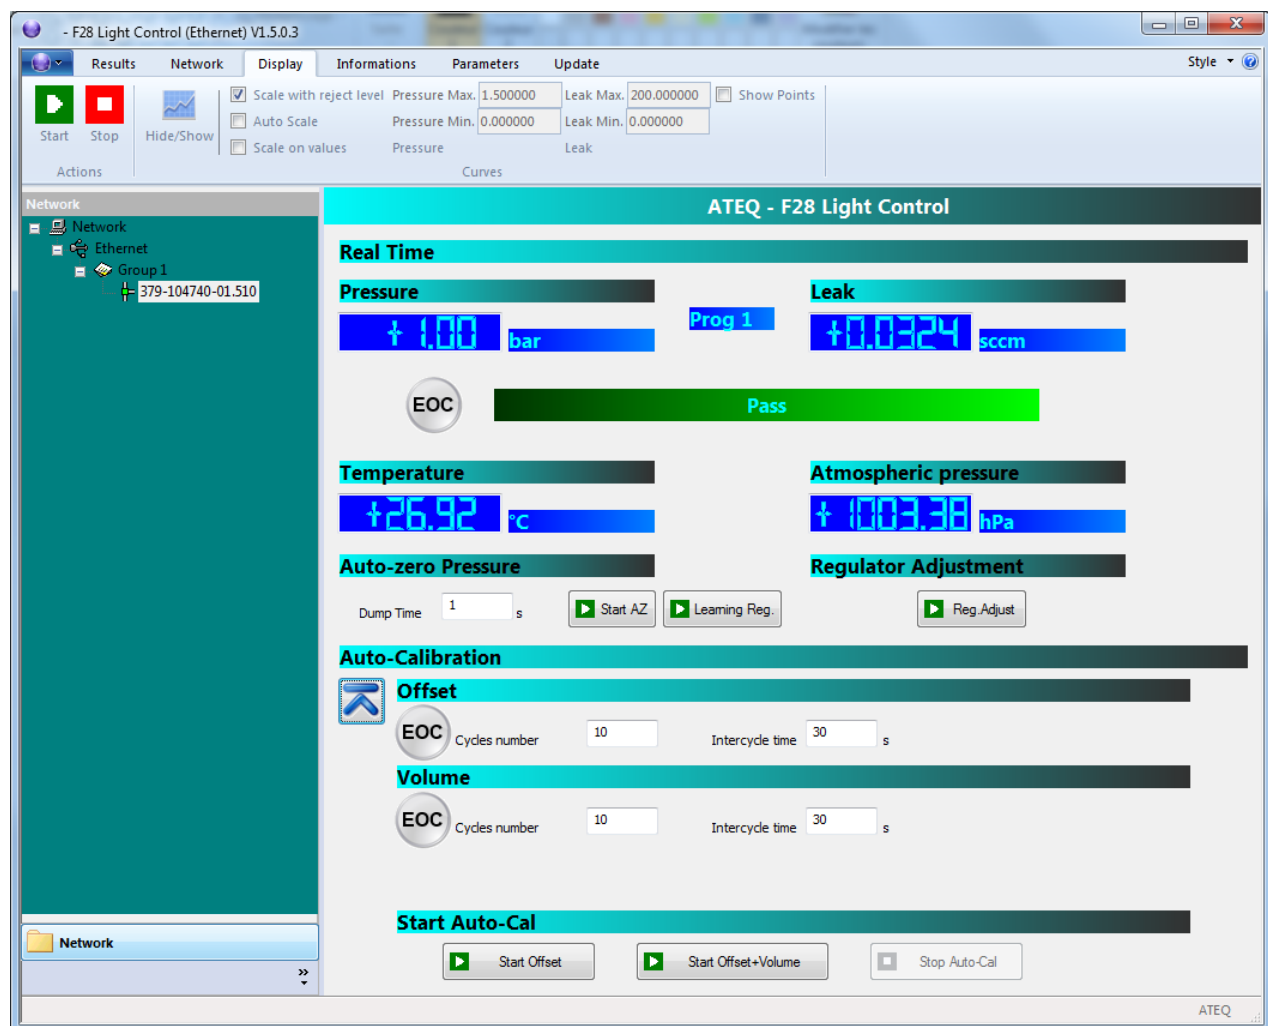 - F28 Light Control (Ethernet) V1.5.0.3
Results Network Display Informations Parameters Update Style
Scale with reject level Pressure Max. 1.500000 Leak Max. 200.000000 Show Points
Auto Scale Pressure Min. 0.000000 Leak Min. 0.000000
Start Stop Hide/Show
Scale on values Pressure Leak
Actions Curves
Network
ATEQ - F28 Light Control
Network
Ethernet
Group 1
379-104740-01.510
Real Time
Pressure Leak
+1.00 bar Prog 1 +0.0324 sccm
EOC Pass
Temperature Atmospheric pressure
+26.92 °C +1003.38 hPa
Auto-zero Pressure Regulator Adjustment
Dump Time 1 s Start AZ Learning Reg. Reg.Adjust
Auto-Calibration
Offset
EOC Cycles number 10 Intercycle time 30 s
Volume
EOC Cycles number 10 Intercycle time 30 s
Start Auto-Cal
Start Offset Start Offset+Volume Stop Auto-Cal
Network
ATEQ